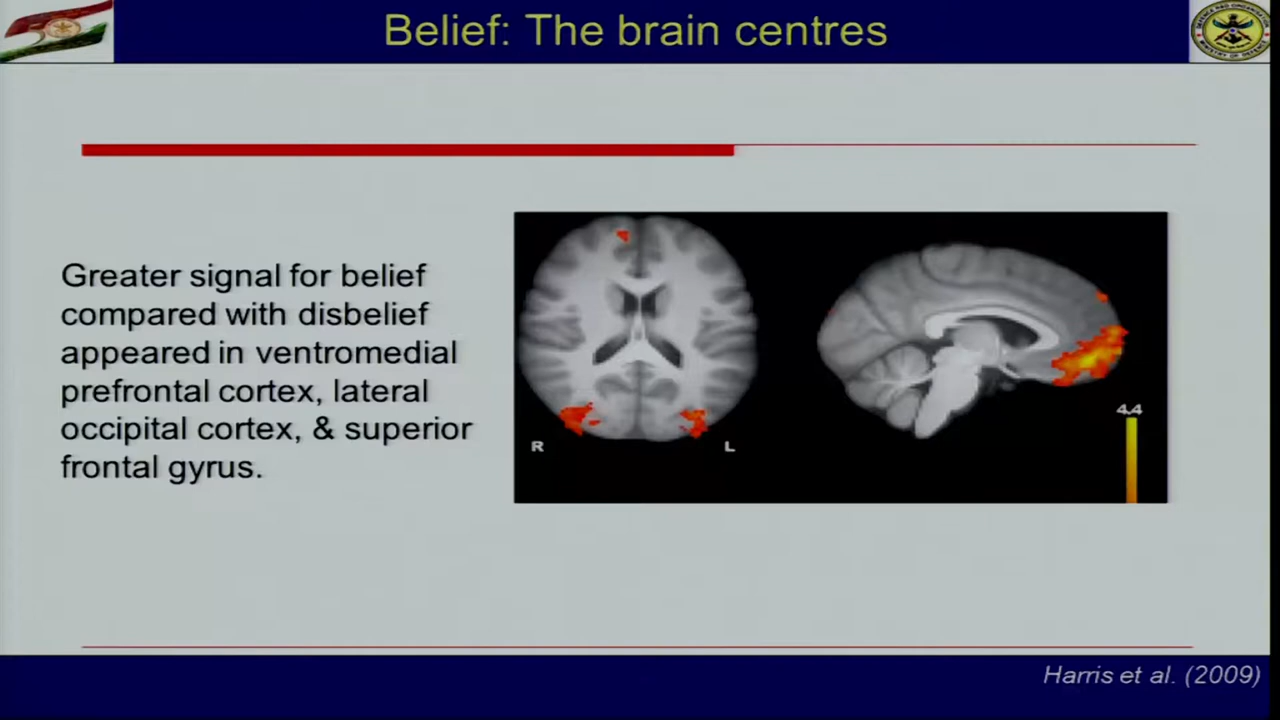 Belief: The brain centres
Greater signal for belief
compared with disbelief
appeared in ventromedial
prefrontal cortex, lateral
occipital cortex, & superior
frontal gyrus.
R
L
4.4
Harris et al. (2009)